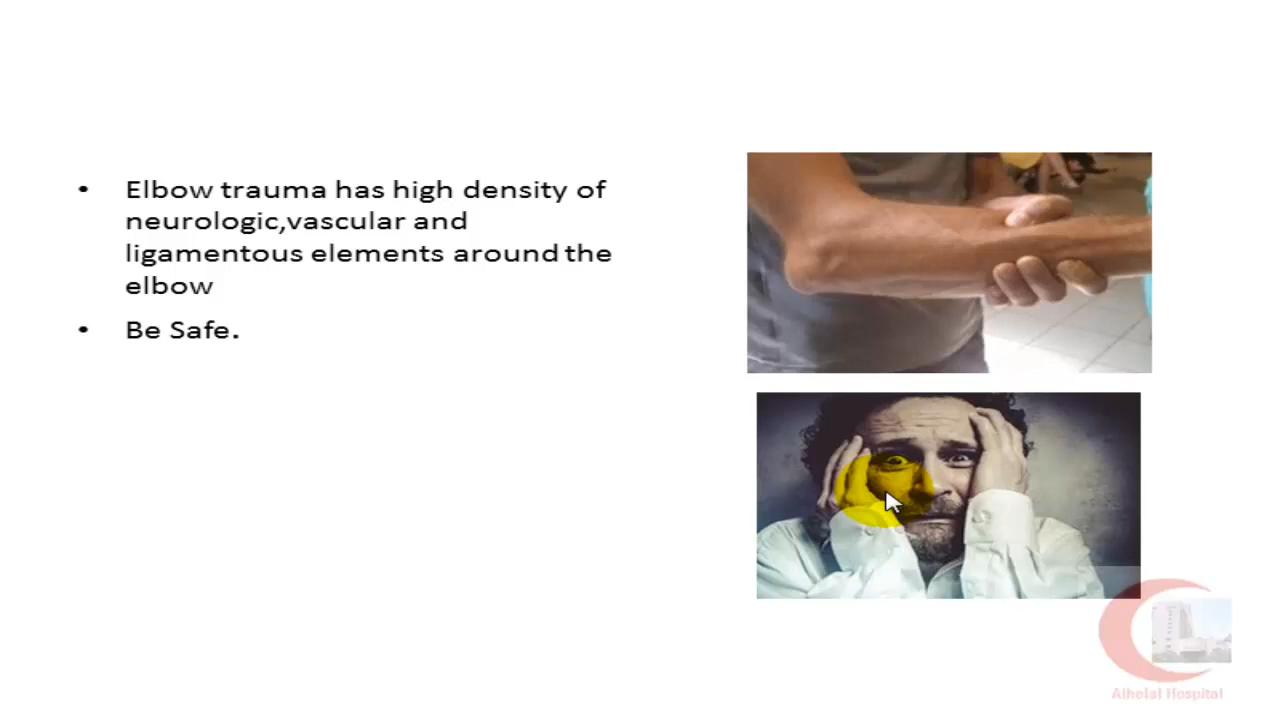 • Elbow trauma has high density of
neurologic,vascular and
ligamentous elements around the
elbow
• Be Safe.
Alhelal Hospital